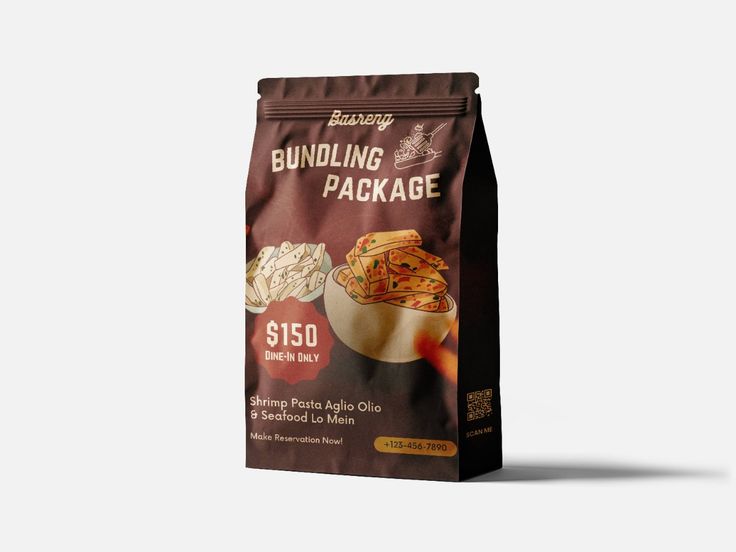 Basreng
BUNDLING
PACKAGE
$150
DINE-IN ONLY
Shrimp Pasta Aglio Olio
& Seafood Lo Mein
Make Reservation Now!
+123-456-7890
SCAN ME